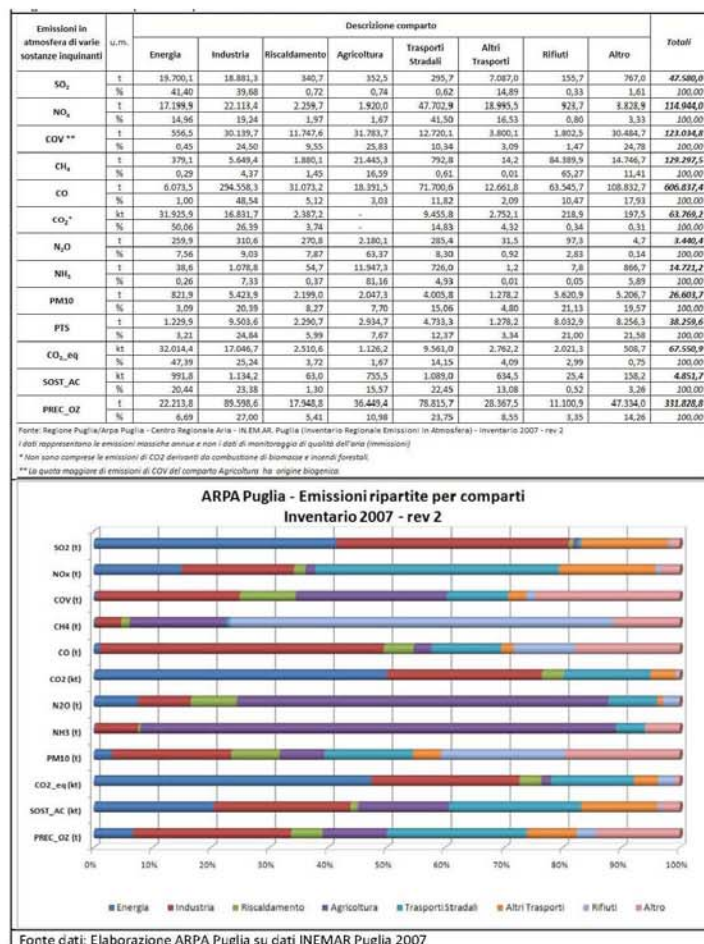 Emissioni in atmosfera di varie sostanze inquinanti u.m. Descrizione comparto Totali
Energia Industria Riscaldamento Agricoltura Trasporti Stradali Altri Trasporti Rifiuti Altro
SO2 t 19.700,1 18.881,3 340,7 352,5 295,7 7.087,0 155,7 767,0 47.580,0
% 41,40 39,68 0,72 0,74 0,62 14,89 0,33 1,61 100,00
NOx t 17.199,9 22.113,4 2.259,7 1.920,0 47.702,9 18.995,5 923,7 3.828,9 114.944,0
% 14,96 19,24 1,97 1,67 41,50 16,53 0,80 3,33 100,00
COV ** t 556,5 30.139,7 11.747,6 31.783,7 12.720,1 3.800,1 1.802,5 30.484,7 123.034,8
% 0,45 24,50 9,55 25,83 10,34 3,09 1,47 24,78 100,00
CH4 t 379,1 5.649,4 1.880,1 21.445,3 792,8 14,2 84.389,9 14.746,7 129.297,5
% 0,29 4,37 1,45 16,59 0,61 0,01 65,27 11,41 100,00
CO t 6.073,5 294.558,3 31.073,2 18.391,5 71.700,6 12.661,8 63.545,7 108.832,7 606.837,4
% 1,00 48,54 5,12 3,03 11,82 2,09 10,47 17,93 100,00
CO2* kt 31.925,9 16.831,7 2.387,2 - 9.455,8 2.752,1 218,9 197,5 63.769,2
% 50,06 26,39 3,74 - 14,83 4,32 0,34 0,31 100,00
N2O t 259,9 310,6 270,8 2.180,1 285,4 31,5 97,3 4,7 3.440,4
% 7,56 9,03 7,87 63,37 8,30 0,92 2,83 0,14 100,00
NH3 t 38,6 1.078,8 54,7 11.947,3 726,0 1,2 7,8 866,7 14.721,2
% 0,26 7,33 0,37 81,16 4,93 0,01 0,05 5,89 100,00
PM10 t 821,9 5.423,9 2.199,0 2.047,3 4.005,8 1.278,2 5.620,9 5.206,7 26.603,7
% 3,09 20,39 8,27 7,70 15,06 4,80 21,13 19,57 100,00
PTS t 1.229,9 9.503,6 2.290,7 2.934,7 4.733,3 1.278,2 8.032,9 8.256,3 38.259,6
% 3,21 24,84 5,99 7,67 12,37 3,34 21,00 21,58 100,00
CO2_eq kt 32.014,4 17.046,7 2.510,6 1.126,2 9.561,0 2.762,2 2.021,3 508,7 67.550,9
% 47,39 25,24 3,72 1,67 14,15 4,09 2,99 0,75 100,00
SOST_AC kt 991,8 1.134,2 63,0 755,5 1.089,0 634,5 25,4 158,2 4.851,7
% 20,44 23,38 1,30 15,57 22,45 13,08 0,52 3,26 100,00
PREC_OZ t 22.213,8 89.598,6 17.948,8 36.449,4 78.815,7 28.367,5 11.100,9 47.334,0 331.828,8
% 6,69 27,00 5,41 10,98 23,75 8,55 3,35 14,26 100,00
Fonte: Regione Puglia/Arpa Puglia - Centro Regionale Aria - IN.EM.AR. Puglia (Inventario Regionale Emissioni in Atmosfera) - Inventario 2007 - rev 2
I dati rappresentano le emissioni massiche annue e non i dati di monitoraggio di qualità dell'aria (immissioni)
* Non sono comprese le emissioni di CO2 derivanti da combustione di biomasse e incendi forestali.
** La quota maggiore di emissioni di COV del comparto Agricoltura ha origine biogenica.
ARPA Puglia - Emissioni ripartite per comparti
Inventario 2007 - rev 2
SO2 (t)
NOx (t)
COV (t)
CH4 (t)
CO (t)
CO2 (kt)
N2O (t)
NH3 (t)
PM10 (t)
CO2_eq (kt)
SOST_AC (kt)
PREC_OZ (t)
0% 10% 20% 30% 40% 50% 60% 70% 80% 90% 100%
Energia Industria Riscaldamento Agricoltura Trasporti Stradali Altri Trasporti Rifiuti Altro
Fonte dati: Elaborazione ARPA Puglia su dati INEMAR Puglia 2007